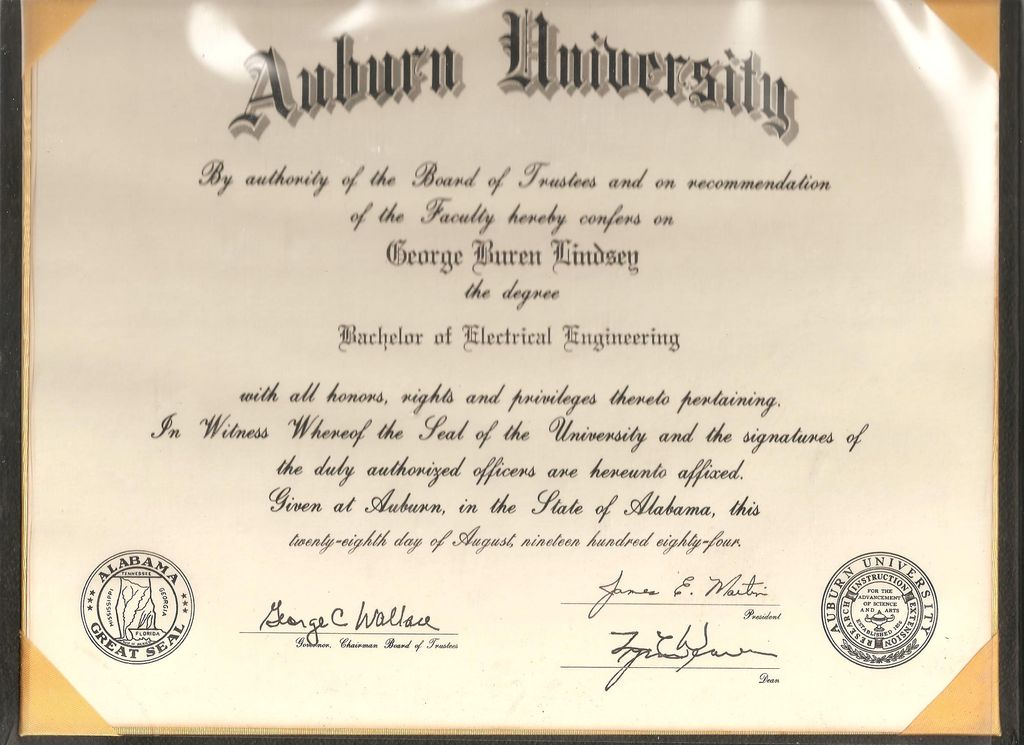 Auburn University
By authority of the Board of Trustees and on recommendation
of the Faculty hereby confers on
George Buren Lindsey
the degree
Bachelor of Electrical Engineering
with all honors, rights and privileges thereto pertaining.
In Witness Whereof the Seal of the University and the signatures of
the duly authorized officers are hereunto affixed.
Given at Auburn, in the State of Alabama, this
twenty-eighth day of August, nineteen hundred eighty-four.
ALABAMA
TENNESSEE
MISSISSIPPI
GEORGIA
FLORIDA
GREAT SEAL
George C Wallace
Governor, Chairman Board of Trustees
James E. Martin
President
Dean
AUBURN UNIVERSITY
RESEARCH INSTRUCTION EXTENSION
FOR THE
ADVANCEMENT
OF SCIENCE
AND ARTS
ESTABLISHED